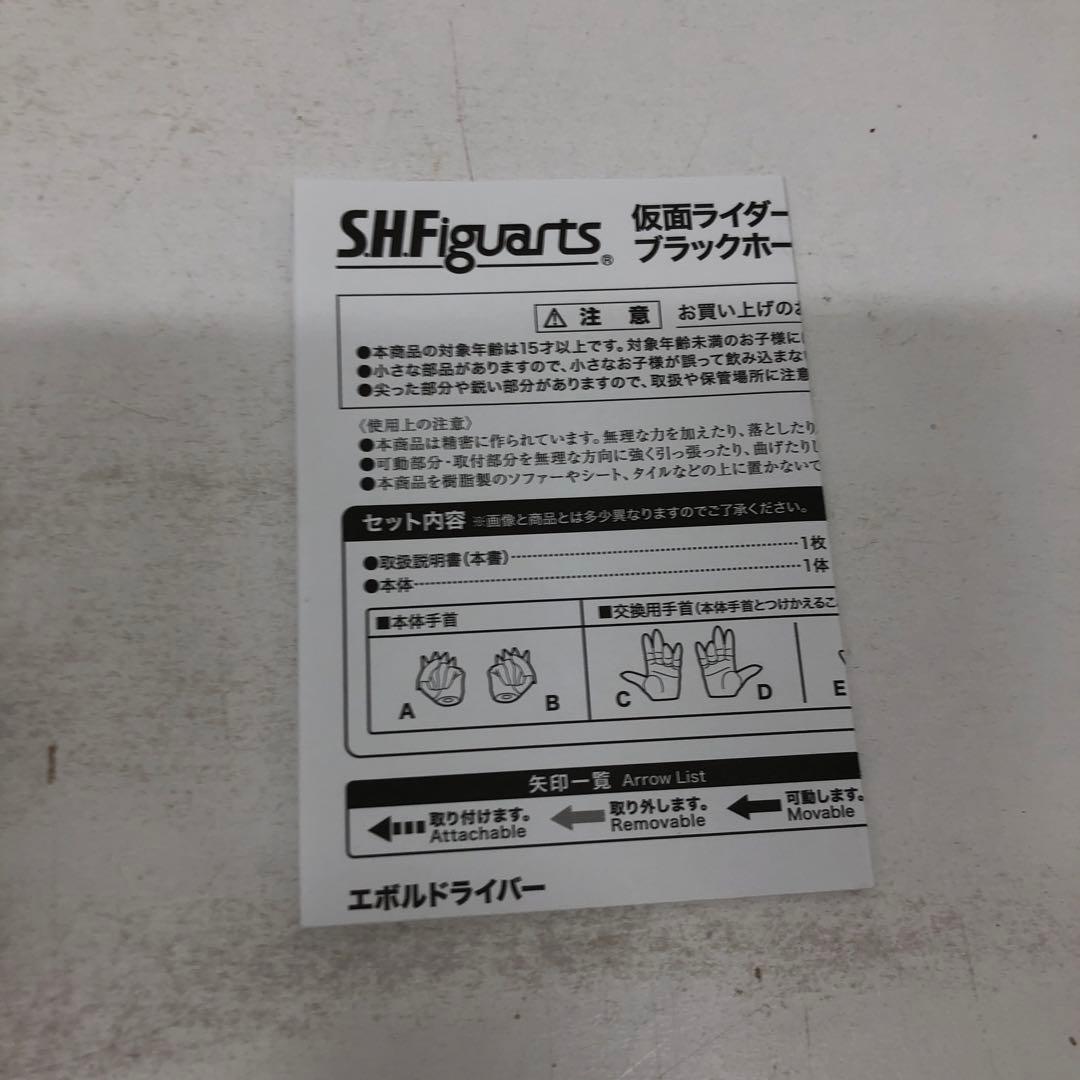 S.H.Figuarts® 仮面ライダー
ブラックホー
⚠ 注 意 お買い上げの
●本商品の対象年齢は15才以上です。対象年齢未満のお子様に
●小さな部品がありますので、小さなお子様が誤って飲み込まな
●尖った部分や鋭い部分がありますので、取扱や保管場所に注意
《使用上の注意》
●本商品は精密に作られています。無理な力を加えたり、落としたり
●可動部分・取付部分を無理な方向に強く引っ張ったり、曲げたり
●本商品を樹脂製のソファーやシート、タイルなどの上に置かないで
セット内容 ※画像と商品とは多少異なりますのでご了承ください。
●取扱説明書(本書)…1枚
●本体…1体
■本体手首 ■交換用手首(本体手首とつけかえるこ
A B C D E
矢印一覧 Arrow List
取り付けます。 取り外します。 可動します。
Attachable Removable Movable
エボルドライバー